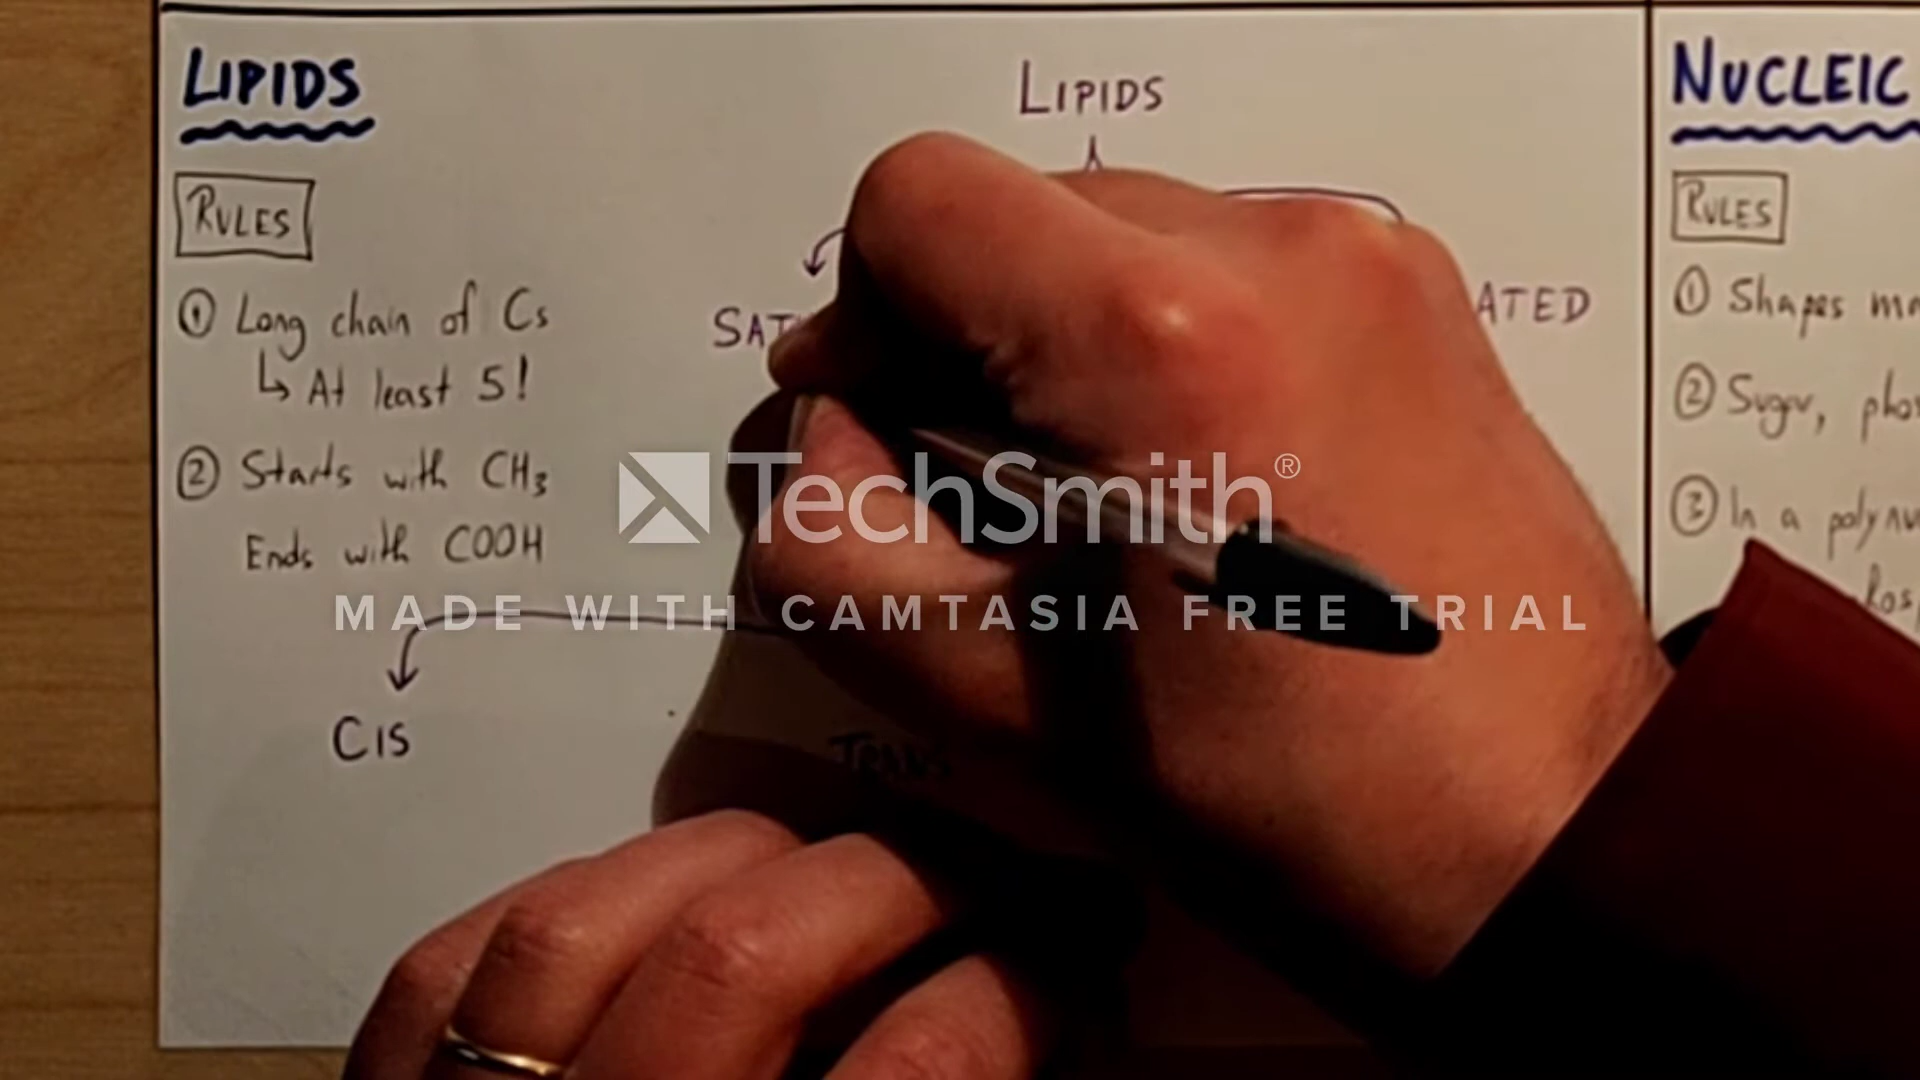 LIPIDS
RULES
① Long chain of Cs
↳ At least 5!
② Starts with CH3
Ends with COOH
CIS
LIPIDS
TRANS
NUCLEIC
RULES
① Shapes
② Sugar,
③ In a
TechSmith®
MADE WITH CAMTASIA FREE TRIAL